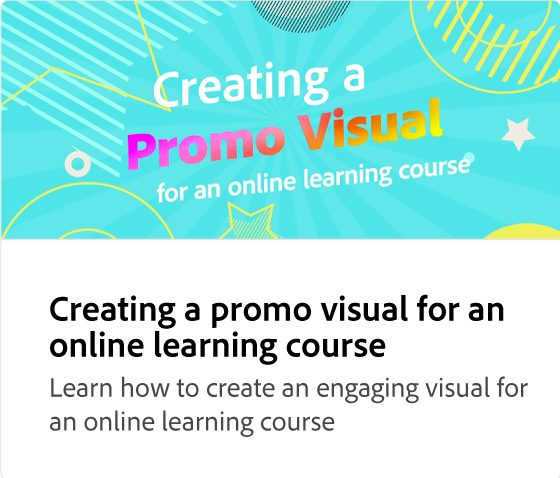 Creating a
Promo Visual
for an online learning course
Creating a promo visual for an
online learning course
Learn how to create an engaging visual for
an online learning course